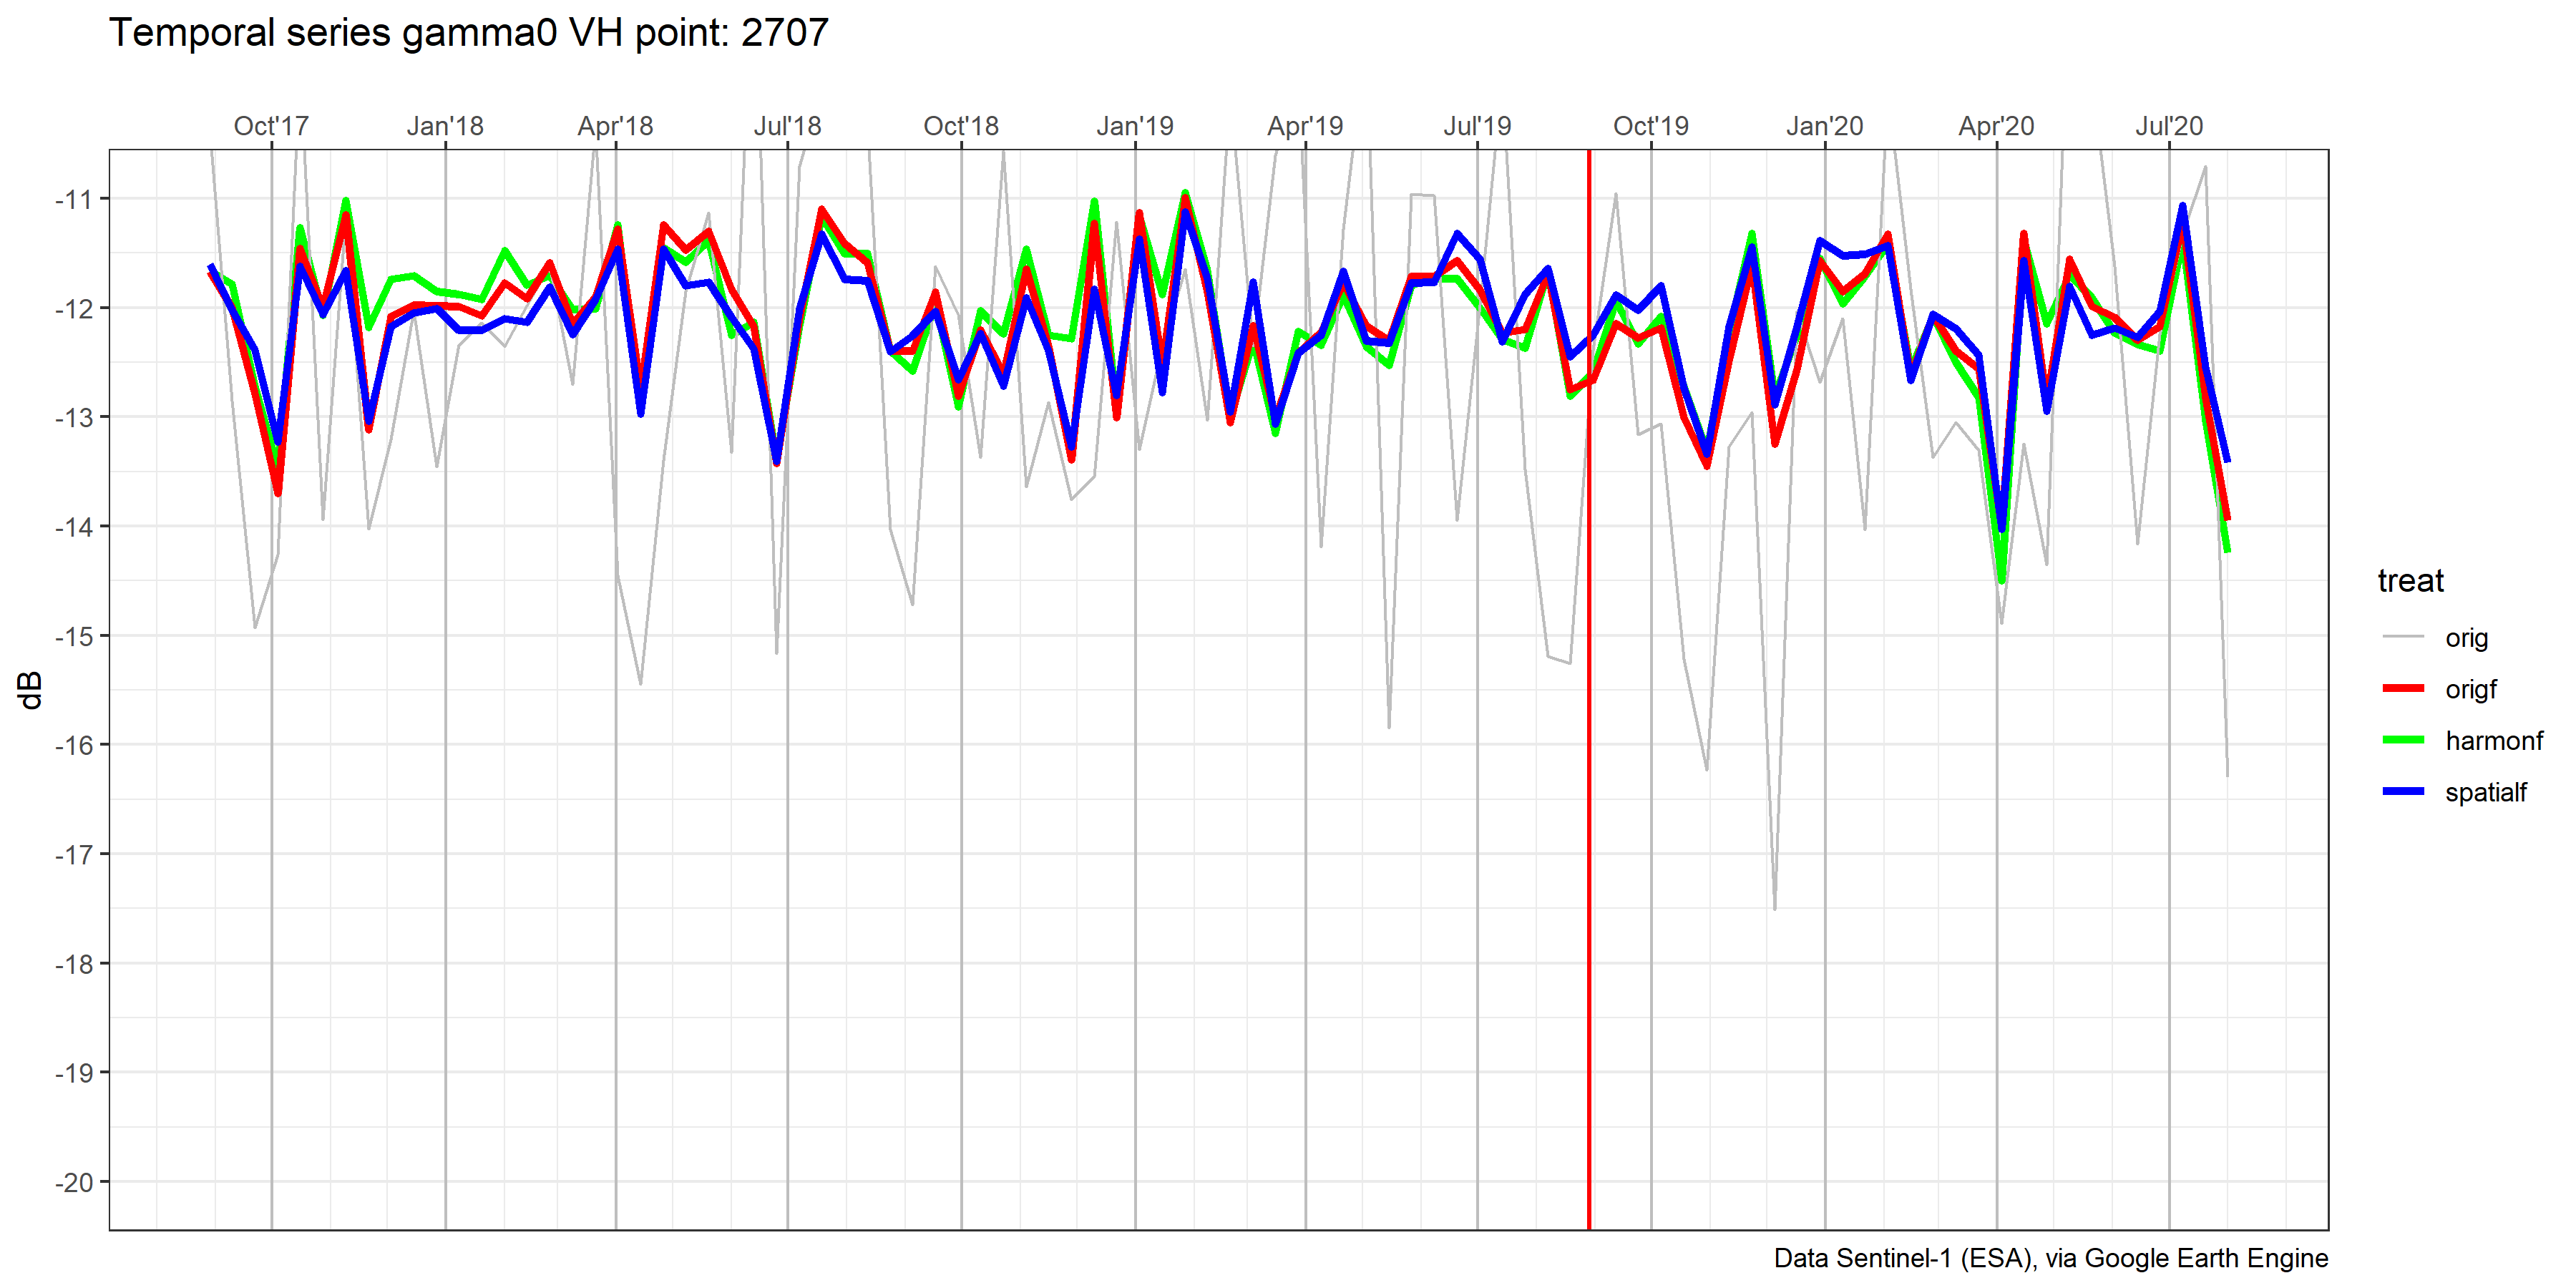 Temporal series gamma0 VH point: 2707
Oct'17 Jan'18 Apr'18 Jul'18 Oct'18 Jan'19 Apr'19 Jul'19 Oct'19 Jan'20 Apr'20 Jul'20
-11
-12
-13
-14
-15
-16
-17
-18
-19
-20
dB
treat
orig
origf
harmonf
spatialf
Data Sentinel-1 (ESA), via Google Earth Engine